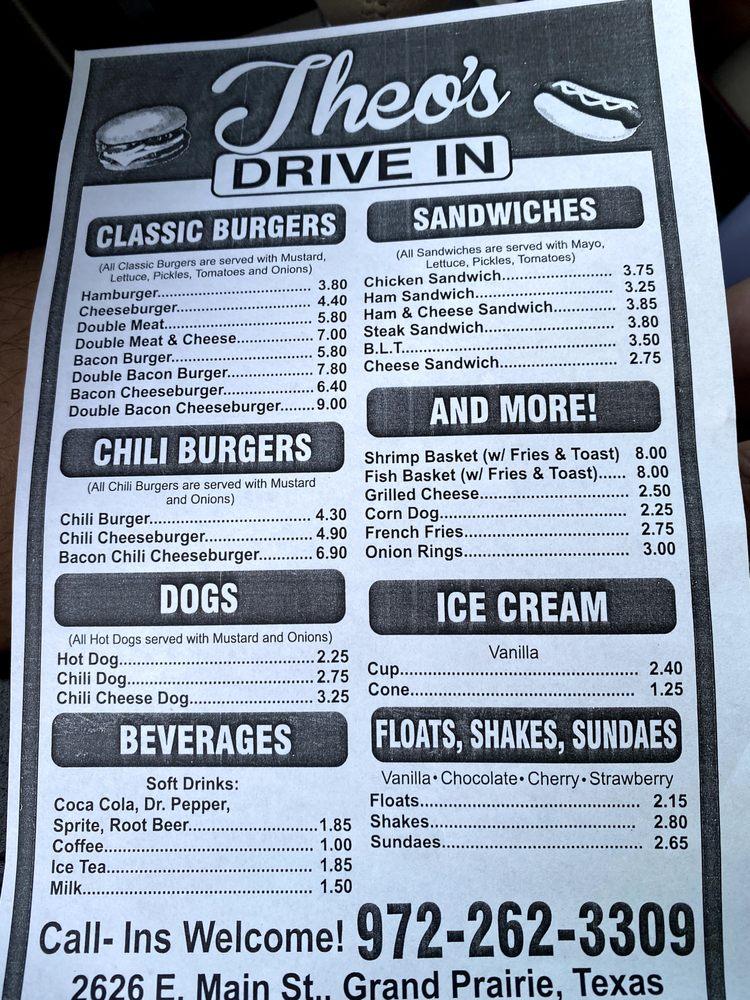 Theo's
DRIVE IN
CLASSIC BURGERS
(All Classic Burgers are served with Mustard,
Lettuce, Pickles, Tomatoes and Onions)
Hamburger.................................... 3.80
Cheeseburger................................ 4.40
Double Meat.................................. 5.80
Double Meat & Cheese................ 7.00
Bacon Burger................................ 5.80
Double Bacon Burger................... 7.80
Bacon Cheeseburger.................... 6.40
Double Bacon Cheeseburger........9.00
CHILI BURGERS
(All Chili Burgers are served with Mustard
and Onions)
Chili Burger.................................... 4.30
Chili Cheeseburger........................ 4.90
Bacon Chili Cheeseburger............ 6.90
DOGS
(All Hot Dogs served with Mustard and Onions)
Hot Dog...........................................2.25
Chili Dog.........................................2.75
Chili Cheese Dog........................... 3.25
BEVERAGES
Soft Drinks:
Coca Cola, Dr. Pepper,
Sprite, Root Beer............................1.85
Coffee............................................. 1.00
Ice Tea............................................ 1.85
Milk................................................. 1.50
SANDWICHES
(All Sandwiches are served with Mayo,
Lettuce, Pickles, Tomatoes)
Chicken Sandwich........................ 3.75
Ham Sandwich.............................. 3.25
Ham & Cheese Sandwich............. 3.85
Steak Sandwich............................ 3.80
B.L.T.............................................. 3.50
Cheese Sandwich......................... 2.75
AND MORE!
Shrimp Basket (w/ Fries & Toast) 8.00
Fish Basket (w/ Fries & Toast)...... 8.00
Grilled Cheese................................ 2.50
Corn Dog........................................ 2.25
French Fries................................... 2.75
Onion Rings................................... 3.00
ICE CREAM
Vanilla
Cup................................................. 2.40
Cone............................................... 1.25
FLOATS, SHAKES, SUNDAES
Vanilla • Chocolate • Cherry • Strawberry
Floats............................................. 2.15
Shakes........................................... 2.80
Sundaes......................................... 2.65
Call- Ins Welcome! 972-262-3309
2626 E. Main St., Grand Prairie, Texas